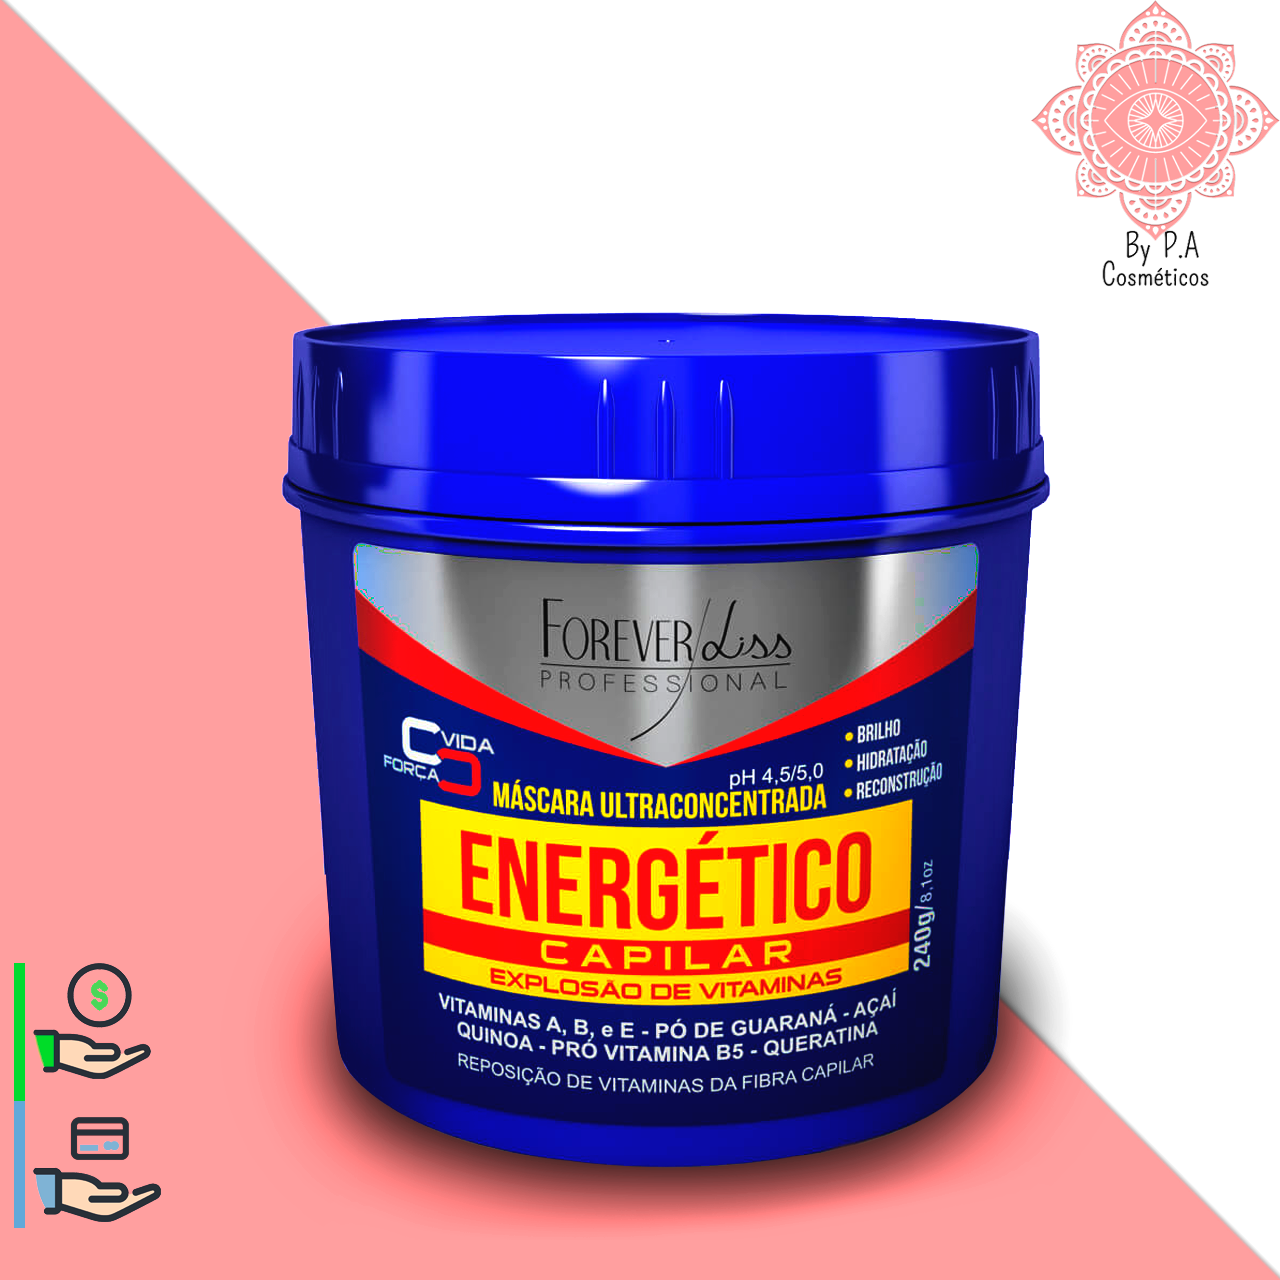 By P.A
Cosméticos
FOREVER Liss
PROFESSIONAL
VIDA
FORÇA
• BRILHO
• HIDRATAÇÃO
• RECONSTRUÇÃO
pH 4,5/5,0
MÁSCARA ULTRACONCENTRADA
ENERGÉTICO
CAPILAR
EXPLOSÃO DE VITAMINAS
240g/8.1oz
VITAMINAS A, B, e E - PÓ DE GUARANÁ - AÇAÍ
QUINOA - PRÓ VITAMINA B5 - QUERATINA
REPOSIÇÃO DE VITAMINAS DA FIBRA CAPILAR
$